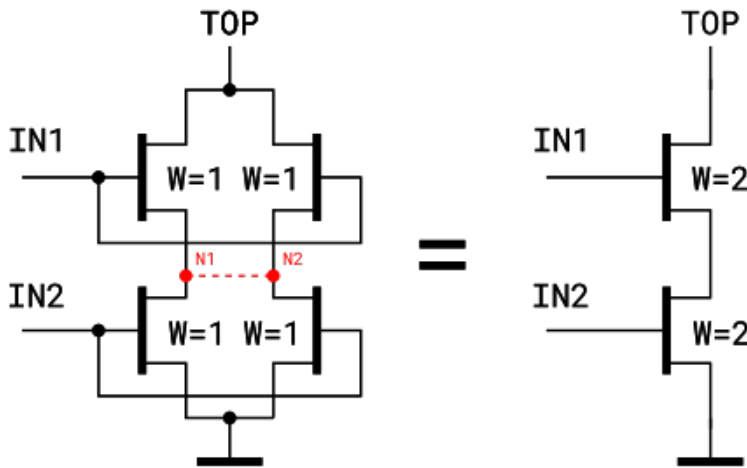 TOP
TOP
IN1
W=1
W=1
IN1
W=2
N1
N2
=
IN2
W=1
W=1
IN2
W=2